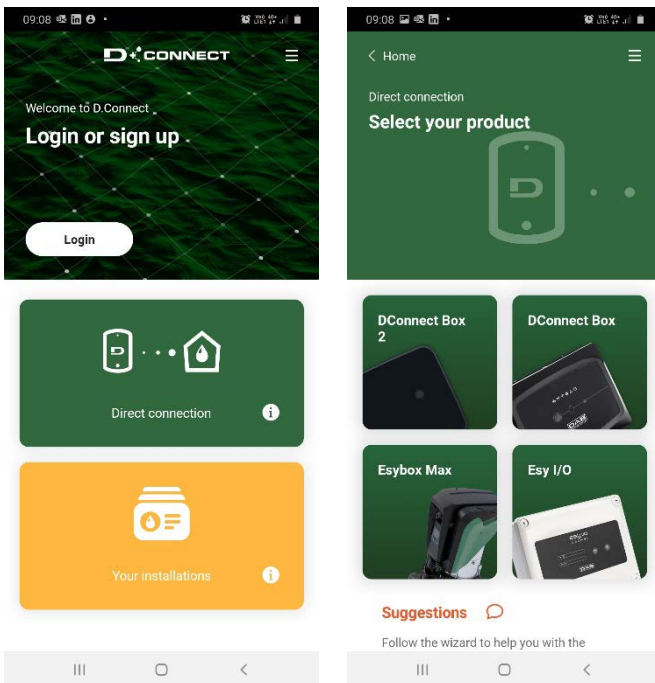 09:08
D+CONNECT
Welcome to D.Connect
Login or sign up
Login
Direct connection
Your installations
09:08
Home
Direct connection
Select your product
D
DConnect Box
2
DConnect Box
DAB
Esybox Max
Esy I/O
Suggestions
Follow the wizard to help you with the